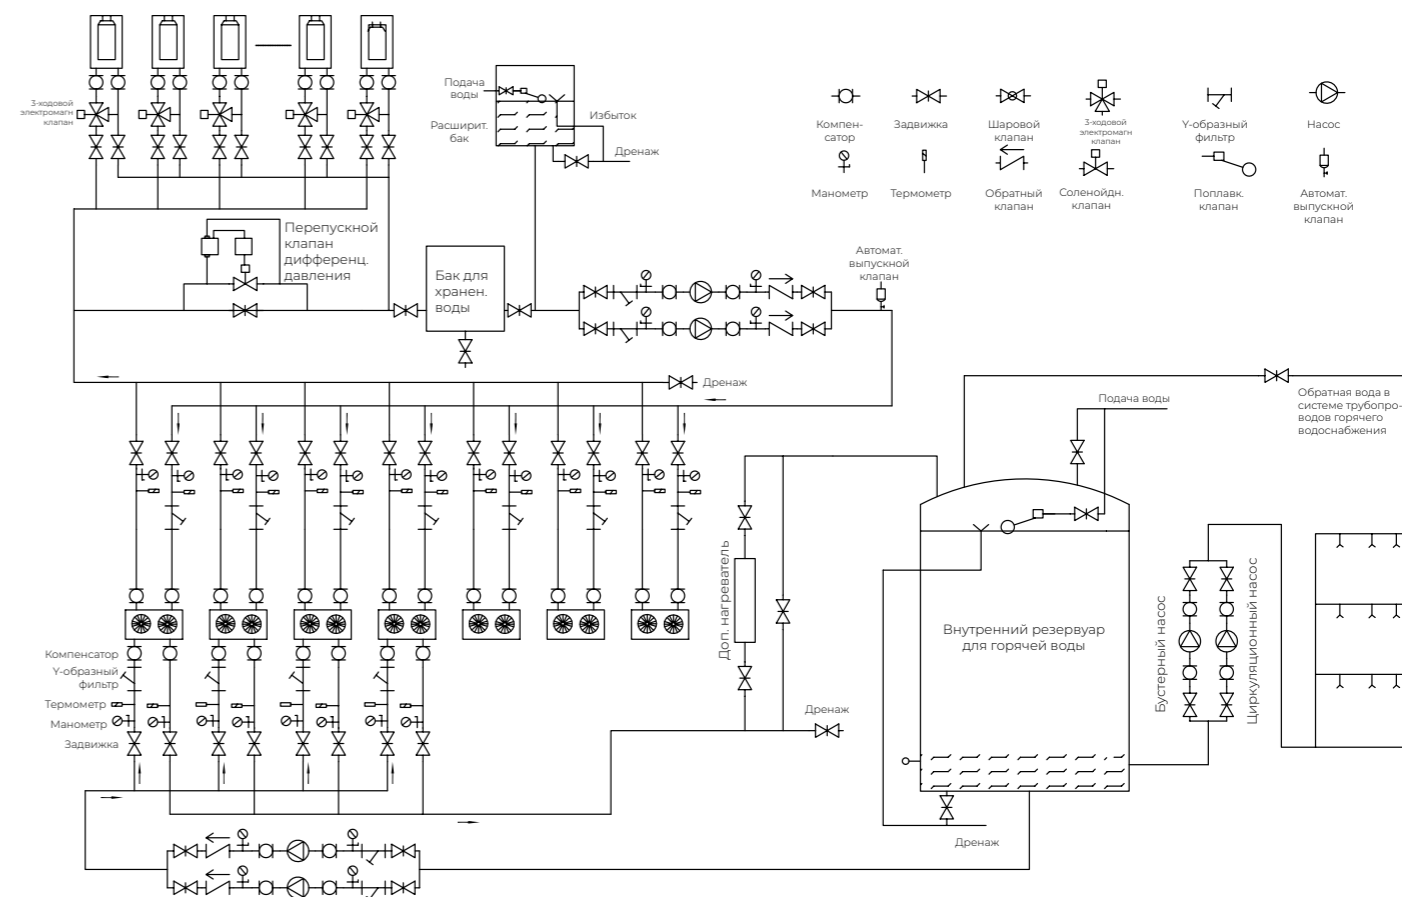 3-ходовой
электромагн
клапан
Подача
воды
Расширит.
бак
Избыток
Дренаж
Компен-
сатор
Задвижка
Шаровой
клапан
3-ходовой
электромагн
клапан
Y-образный
фильтр
Насос
Манометр
Термометр
Обратный
клапан
Соленойдн.
клапан
Поплавк.
клапан
Автомат.
выпускной
клапан
Перепускной
клапан
дифференц.
давления
Бак для
хранен.
воды
Автомат.
выпускной
клапан
Дренаж
Подача воды
Обратная вода в
системе трубопро-
водов горячего
водоснабжения
Доп. нагреватель
Внутренний резервуар
для горячей воды
Бустерный насос
Циркуляционный насос
Компенсатор
Y-образный
фильтр
Термометр
Манометр
Задвижка
Дренаж
Дренаж